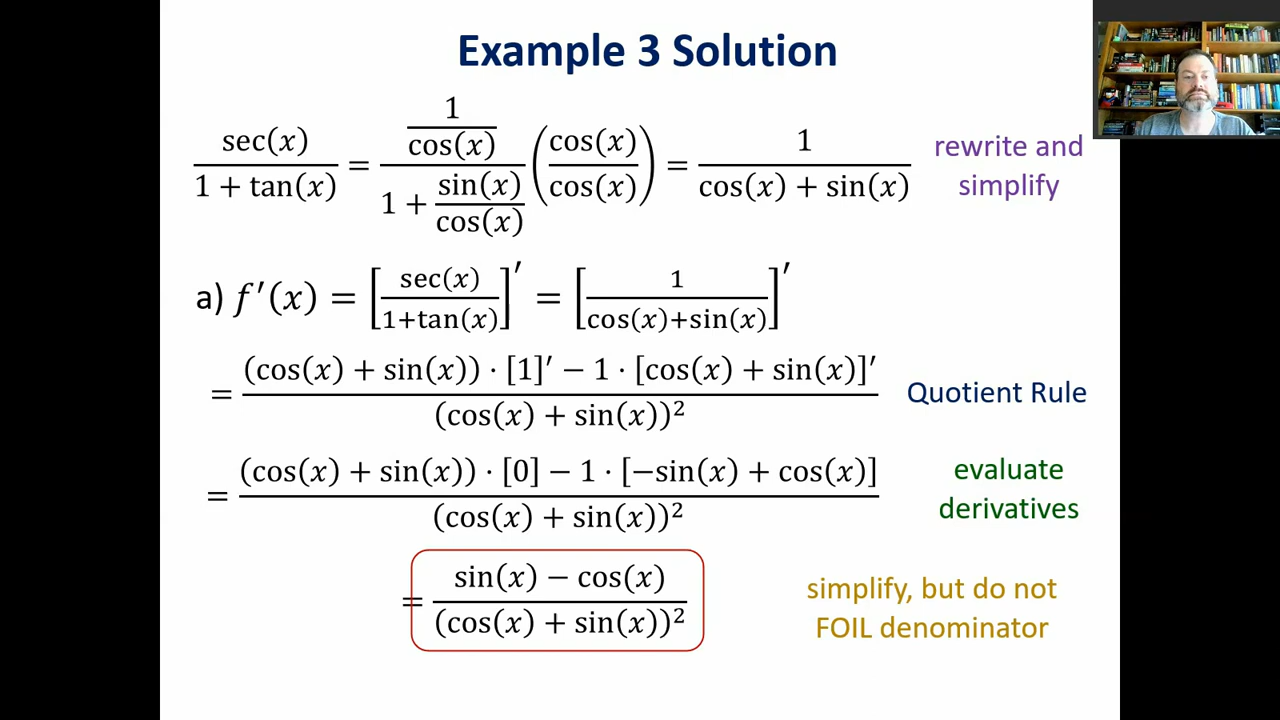 Example 3 Solution
sec(x) / 1 + tan(x) = 1/cos(x) / 1 + sin(x)/cos(x) (cos(x)/cos(x)) = 1 / cos(x) + sin(x)
rewrite and
simplify
a) f′(x) = [sec(x) / 1+tan(x)]′ = [1 / cos(x)+sin(x)]′
= (cos(x) + sin(x)) · [1]′ − 1 · [cos(x) + sin(x)]′ / (cos(x) + sin(x))²
Quotient Rule
= (cos(x) + sin(x)) · [0] − 1 · [−sin(x) + cos(x)] / (cos(x) + sin(x))²
evaluate
derivatives
= sin(x) − cos(x) / (cos(x) + sin(x))²
simplify, but do not
FOIL denominator